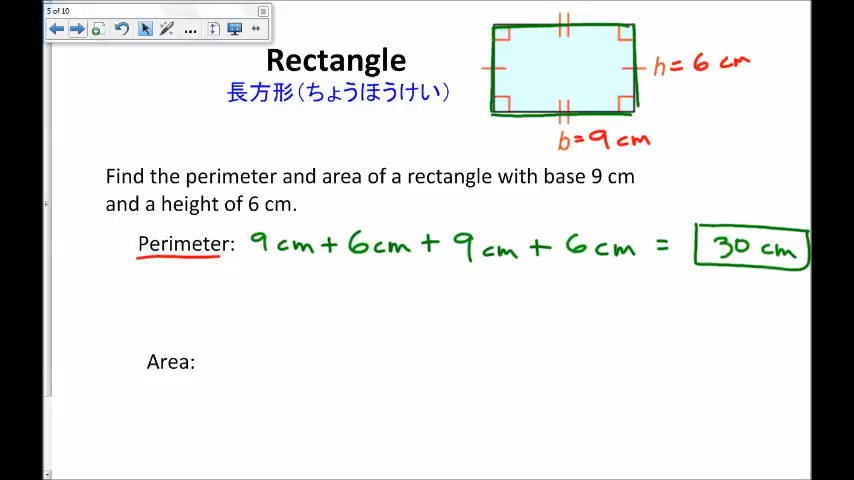 5 of 10
Rectangle
長方形(ちょうほうけい)
h = 6 cm
b = 9 cm
Find the perimeter and area of a rectangle with base 9 cm
and a height of 6 cm.
Perimeter: 9 cm + 6 cm + 9 cm + 6 cm = 30 cm
Area: